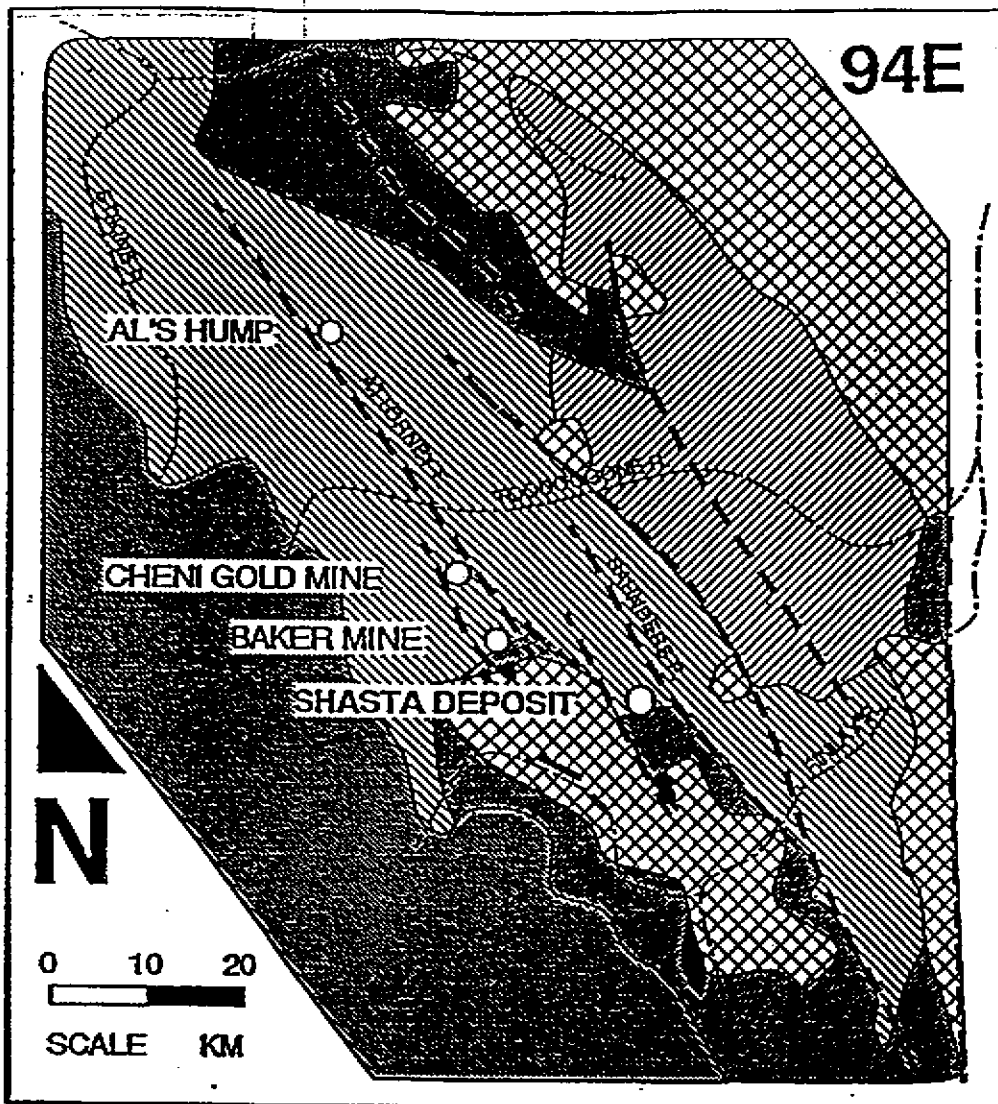 94E
AL'S HUMP
CHENI GOLD MINE
BAKER MINE
SHASTA DEPOSIT
N
0 10 20
SCALE KM